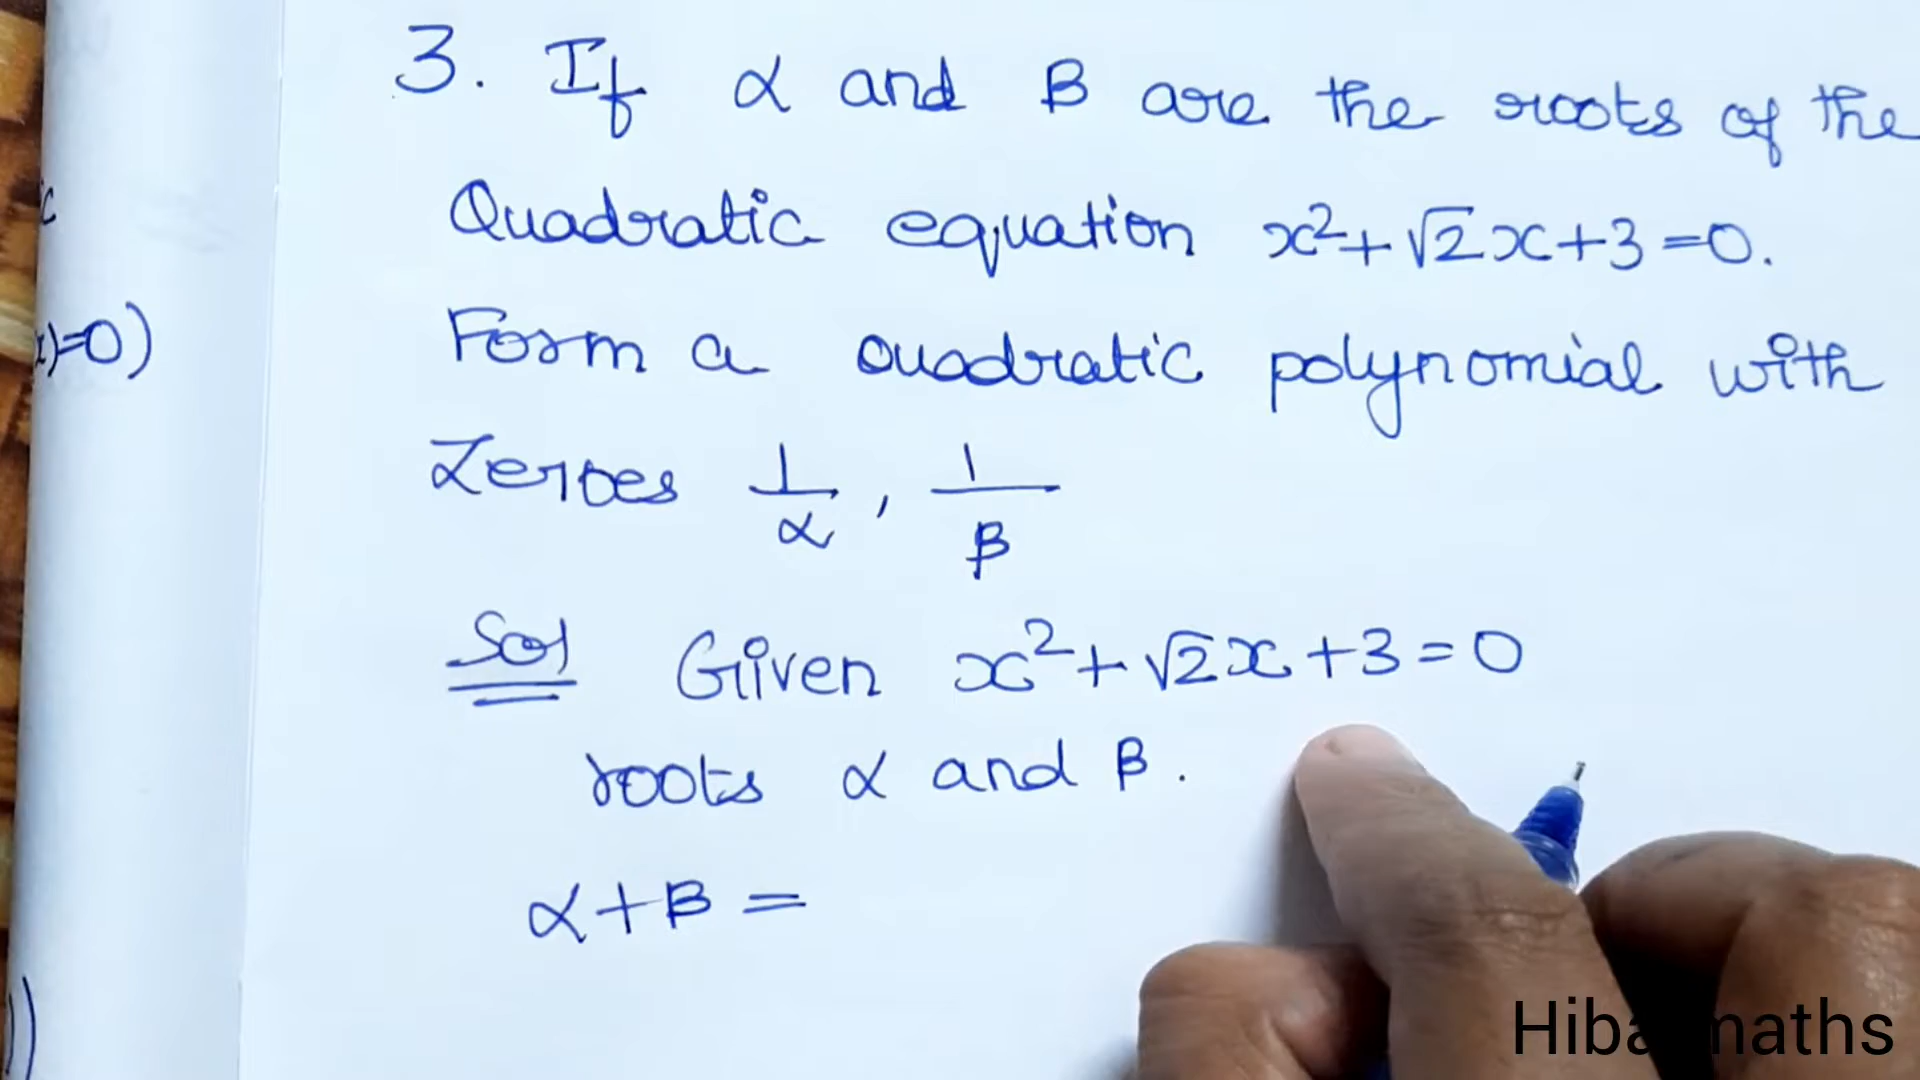 3. If α and β are the roots of the
Quadratic equation x²+√2x+3=0.
Form a quadratic polynomial with
Zeroes 1/α, 1/β
Sol Given x²+√2x+3=0
roots α and β.
α+β =
)=0)